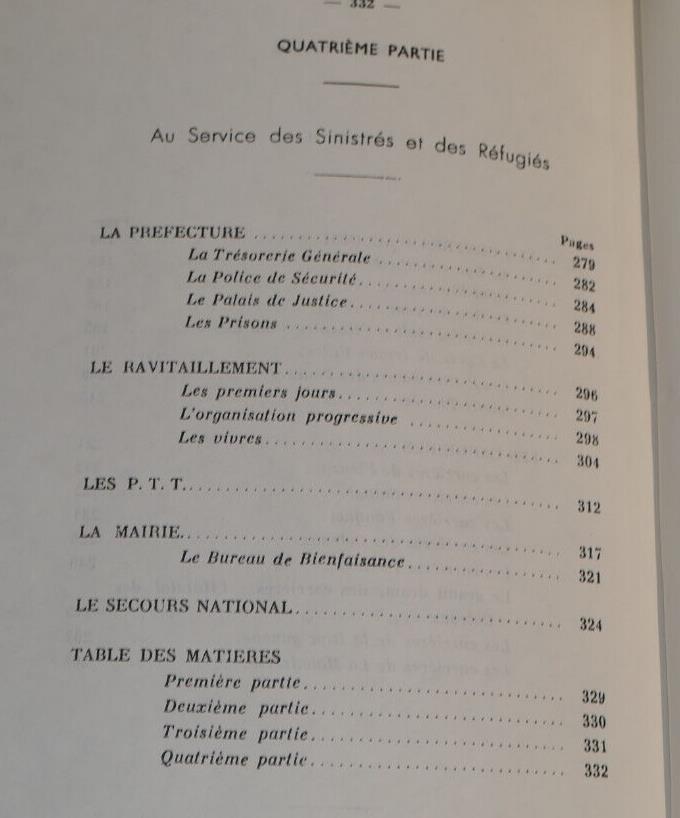 — 332 —
QUATRIÈME PARTIE
Au Service des Sinistrés et des Réfugiés
Pages
LA PREFECTURE ........ 279
La Trésorerie Générale ........ 282
La Police de Sécurité ........ 284
Le Palais de Justice ........ 288
Les Prisons ........ 294
LE RAVITAILLEMENT ........ 296
Les premiers jours ........ 297
L'organisation progressive ........ 298
Les vivres ........ 304
LES P. T. T. ........ 312
LA MAIRIE ........ 317
Le Bureau de Bienfaisance ........ 321
LE SECOURS NATIONAL ........ 324
TABLE DES MATIERES
Première partie ........ 329
Deuxième partie ........ 330
Troisième partie ........ 331
Quatrième partie ........ 332